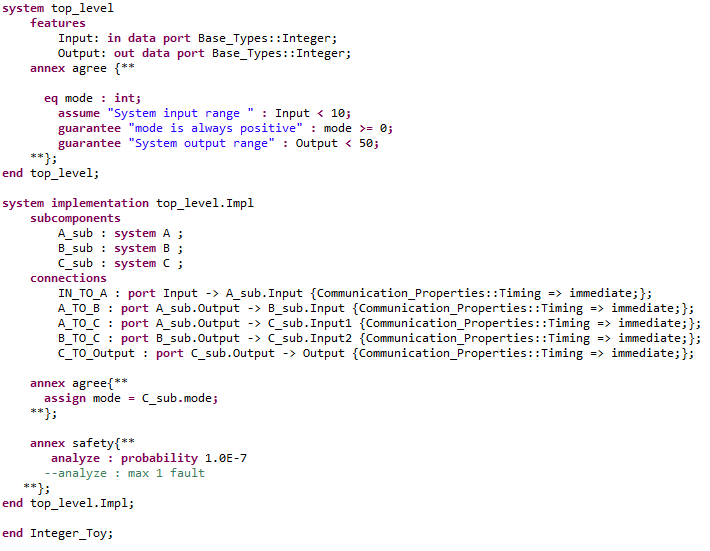 system top_level
    features
        Input: in data port Base_Types::Integer;
        Output: out data port Base_Types::Integer;
    annex agree {**

      eq mode : int;
        assume "System input range " : Input < 10;
        guarantee "mode is always positive" : mode >= 0;
        guarantee "System output range" : Output < 50;
    **};
end top_level;

system implementation top_level.Impl
    subcomponents
        A_sub : system A ;
        B_sub : system B ;
        C_sub : system C ;
    connections
        IN_TO_A : port Input -> A_sub.Input {Communication_Properties::Timing => immediate;};
        A_TO_B : port A_sub.Output -> B_sub.Input {Communication_Properties::Timing => immediate;};
        A_TO_C : port A_sub.Output -> C_sub.Input1 {Communication_Properties::Timing => immediate;};
        B_TO_C : port B_sub.Output -> C_sub.Input2 {Communication_Properties::Timing => immediate;};
        C_TO_Output : port C_sub.Output -> Output {Communication_Properties::Timing => immediate;};

    annex agree{**
      assign mode = C_sub.mode;
    **};

    annex safety{**
       analyze : probability 1.0E-7
      --analyze : max 1 fault
   **};
end top_level.Impl;

end Integer_Toy;